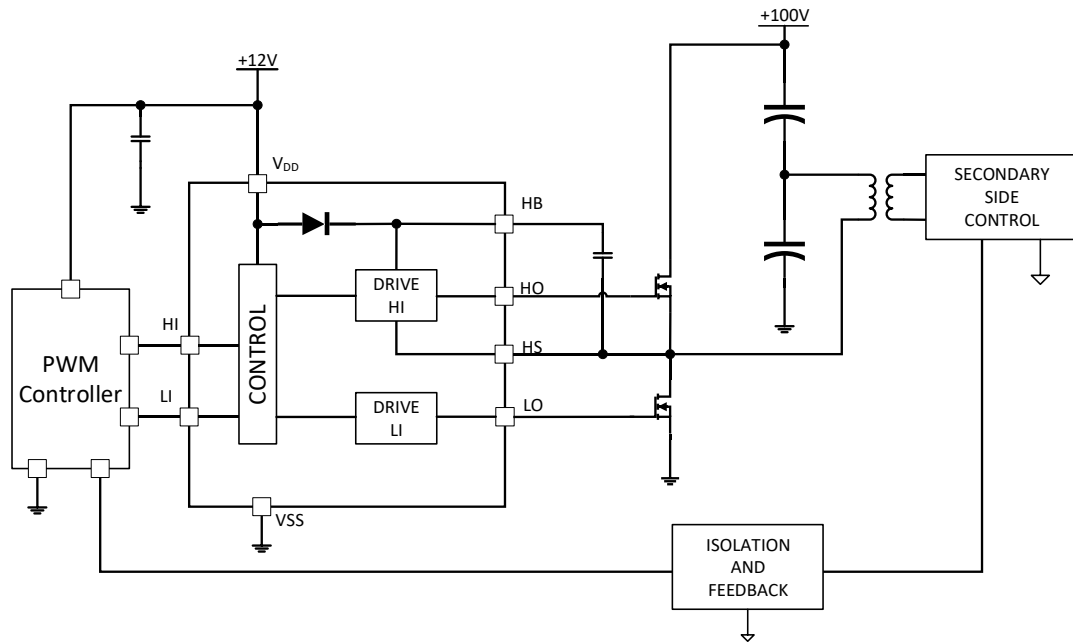 +100V
+12V
VDD
HB
SECONDARY
SIDE
CONTROL
DRIVE
HI
HO
HI
CONTROL
HS
PWM
Controller
LI
DRIVE
LI
LO
VSS
ISOLATION
AND
FEEDBACK